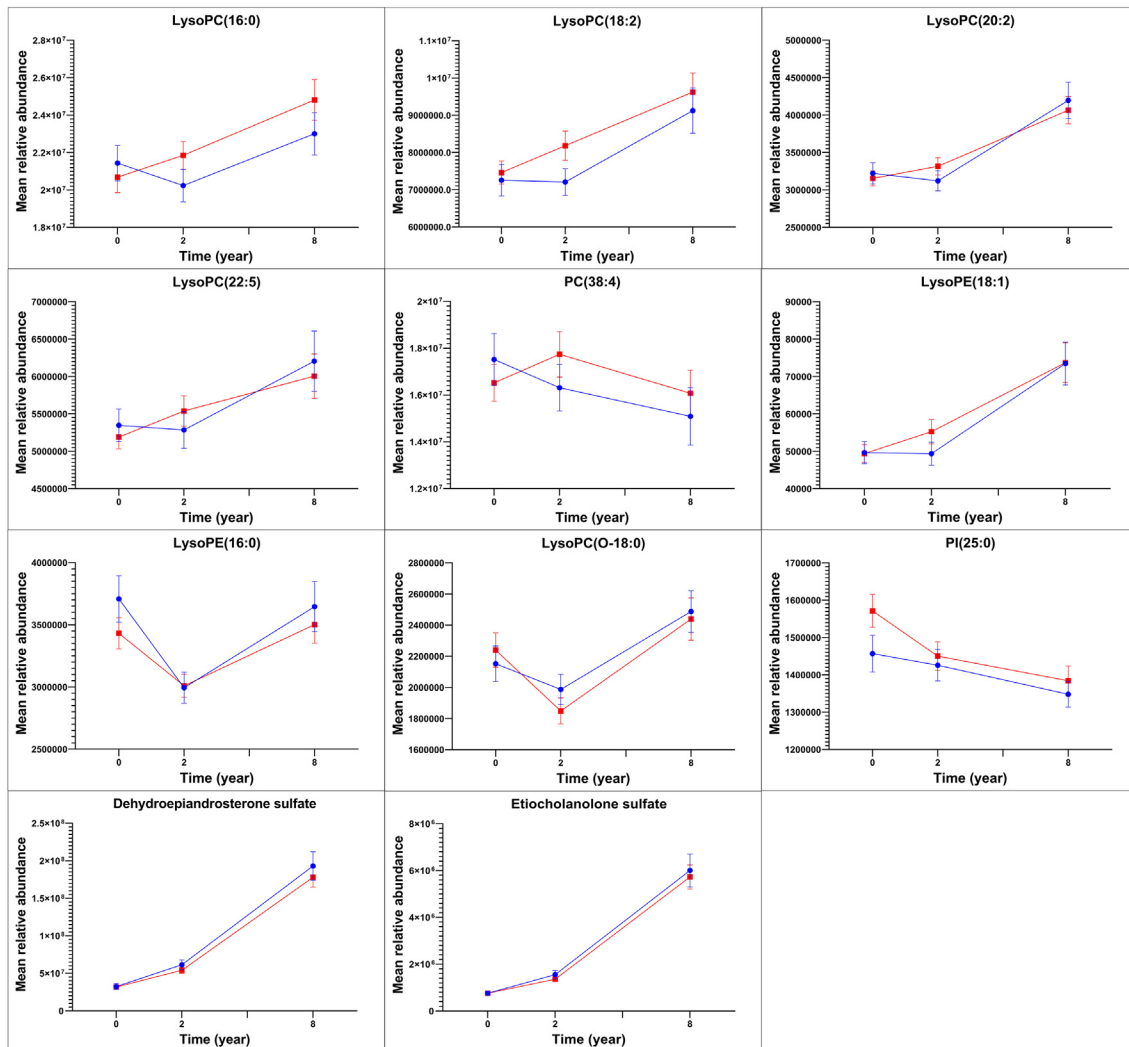 LysoPC(16:0)
Mean relative abundance
2.8×10⁷
2.6×10⁷
2.4×10⁷
2.2×10⁷
2×10⁷
1.8×10⁷
0 2 8
Time (year)
LysoPC(18:2)
Mean relative abundance
1.1×10⁷
1×10⁷
9000000.0
8000000.0
7000000.0
6000000.0
0 2 8
Time (year)
LysoPC(20:2)
Mean relative abundance
5000000
4500000
4000000
3500000
3000000
2500000
0 2 8
Time (year)
LysoPC(22:5)
Mean relative abundance
7000000
6500000
6000000
5500000
5000000
4500000
0 2 8
Time (year)
PC(38:4)
Mean relative abundance
2×10⁷
1.8×10⁷
1.6×10⁷
1.4×10⁷
1.2×10⁷
0 2 8
Time (year)
LysoPE(18:1)
Mean relative abundance
90000
80000
70000
60000
50000
40000
0 2 8
Time (year)
LysoPE(16:0)
Mean relative abundance
4000000
3500000
3000000
2500000
0 2 8
Time (year)
LysoPC(O-18:0)
Mean relative abundance
2800000
2600000
2400000
2200000
2000000
1800000
1600000
0 2 8
Time (year)
PI(25:0)
Mean relative abundance
1700000
1600000
1500000
1400000
1300000
1200000
0 2 8
Time (year)
Dehydroepiandrosterone sulfate
Mean relative abundance
2.5×10⁸
2×10⁸
1.5×10⁸
1×10⁸
5×10⁷
0
0 2 8
Time (year)
Etiocholanolone sulfate
Mean relative abundance
8×10⁶
6×10⁶
4×10⁶
2×10⁶
0
0 2 8
Time (year)